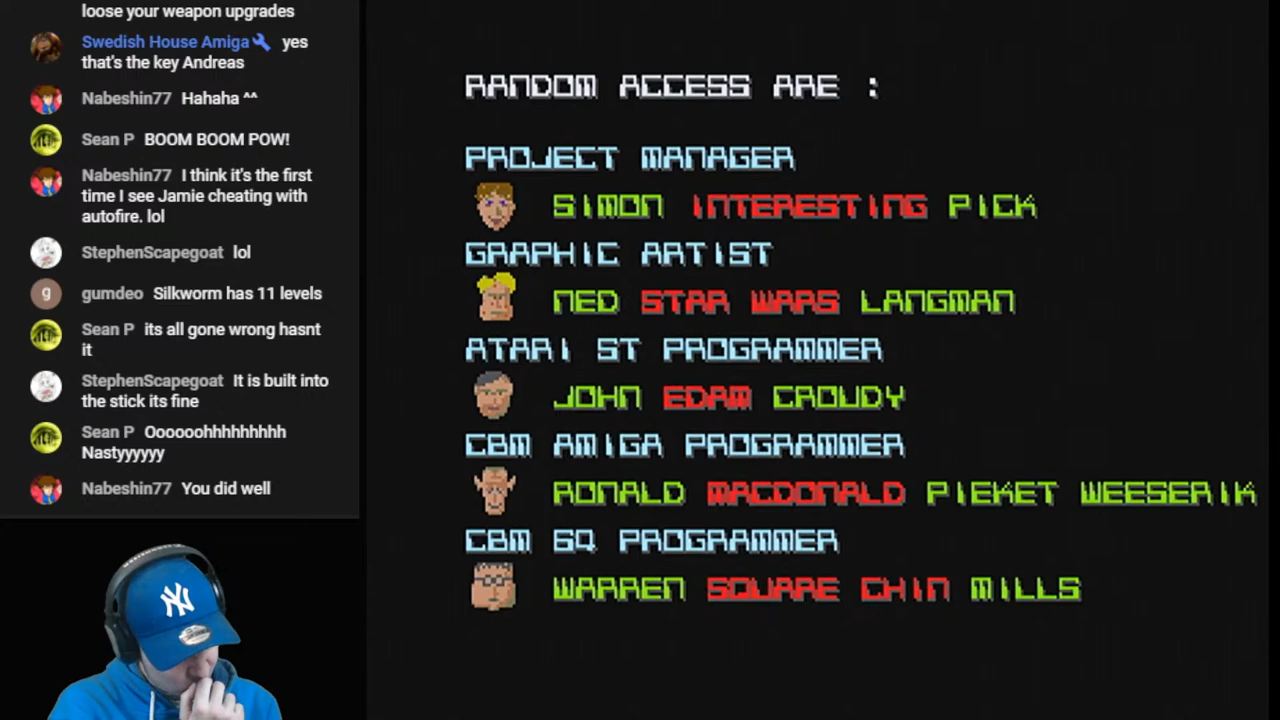 loose your weapon upgrades
Swedish House Amiga yes
that's the key Andreas
Nabeshin77 Hahaha ^^
Sean P BOOM BOOM POW!
Nabeshin77 I think it's the first
time I see Jamie cheating with
autofire. lol
StephenScapegoat lol
g gumdeo Silkworm has 11 levels
Sean P its all gone wrong hasnt
it
StephenScapegoat It is built into
the stick its fine
Sean P Oooooohhhhhhhhh
Nastyyyyyy
Nabeshin77 You did well
NY
RANDOM ACCESS ARE :
PROJECT MANAGER
SIMON INTERESTING PICK
GRAPHIC ARTIST
NED STAR WARS LANGMAN
ATARI ST PROGRAMMER
JOHN EDAM CROUDY
CBM AMIGA PROGRAMMER
RONALD MACDONALD PIEKET WEESERIK
CBM 64 PROGRAMMER
WARREN SQUARE CHIN MILLS